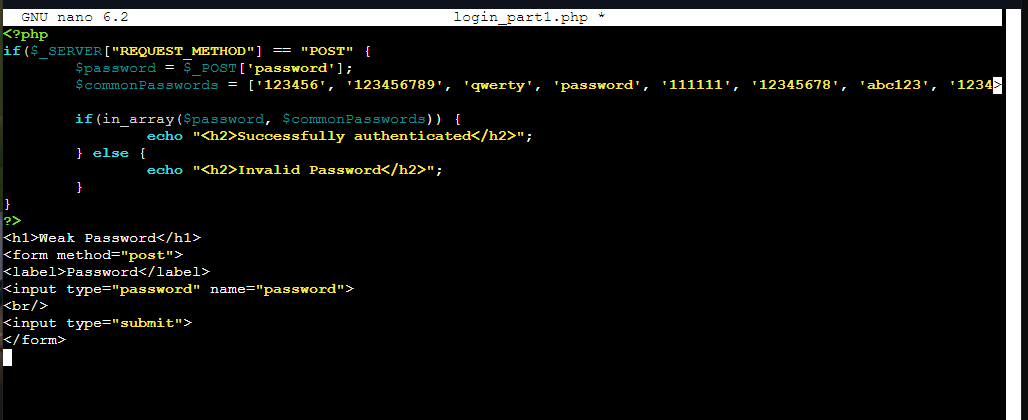 GNU nano 6.2 login_part1.php *
<?php
if($_SERVER["REQUEST_METHOD"] == "POST" {
$password = $_POST['password'];
$commonPasswords = ['123456', '123456789', 'qwerty', 'password', '111111', '12345678', 'abc123', '1234>
if(in_array($password, $commonPasswords)) {
echo "<h2>Successfully authenticated</h2>";
} else {
echo "<h2>Invalid Password</h2>";
}
}
?>
<h1>Weak Password</h1>
<form method="post">
<label>Password</label>
<input type="password" name="password">
<br/>
<input type="submit">
</form>